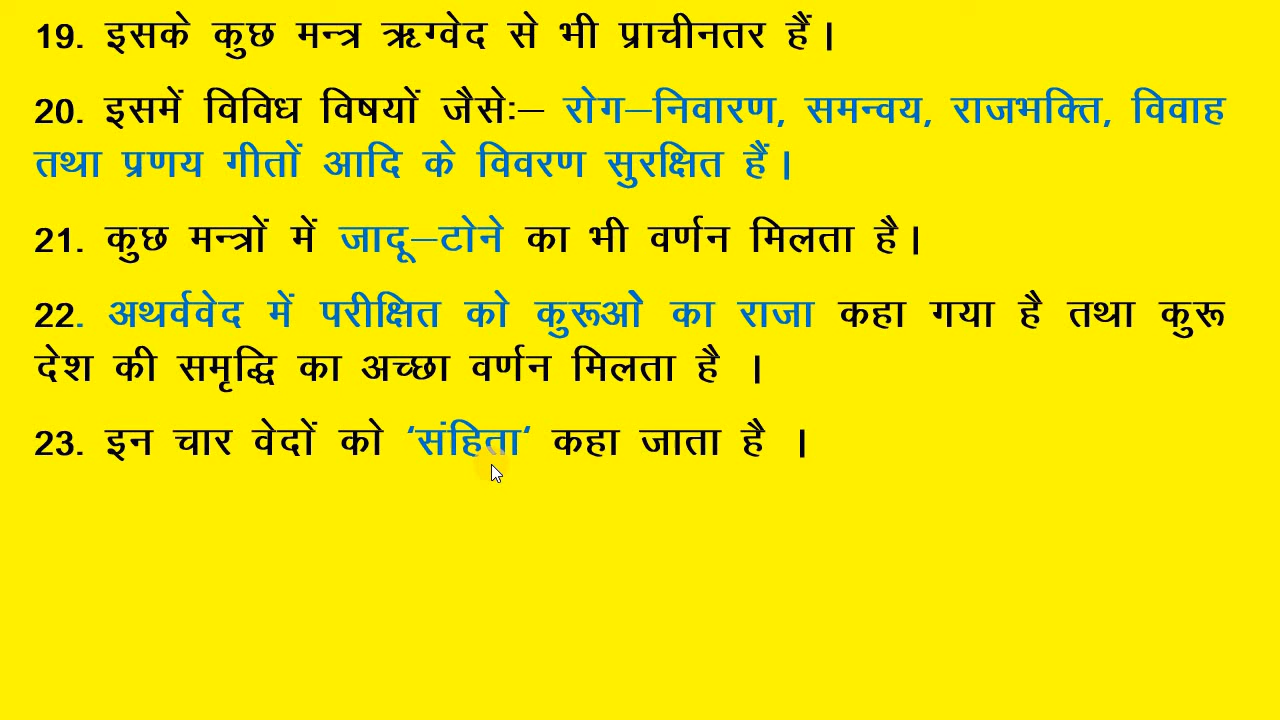 19. इसके कुछ मन्त्र ऋग्वेद से भी प्राचीनतर हैं।
20. इसमें विविध विषयों जैसेः– रोग–निवारण, समन्वय, राजभक्ति, विवाह
तथा प्रणय गीतों आदि के विवरण सुरक्षित हैं।
21. कुछ मन्त्रों में जादू–टोने का भी वर्णन मिलता है।
22. अथर्ववेद में परीक्षित को कुरूओं का राजा कहा गया है तथा कुरू
देश की समृद्धि का अच्छा वर्णन मिलता है ।
23. इन चार वेदों को ‘संहिता‘ कहा जाता है ।